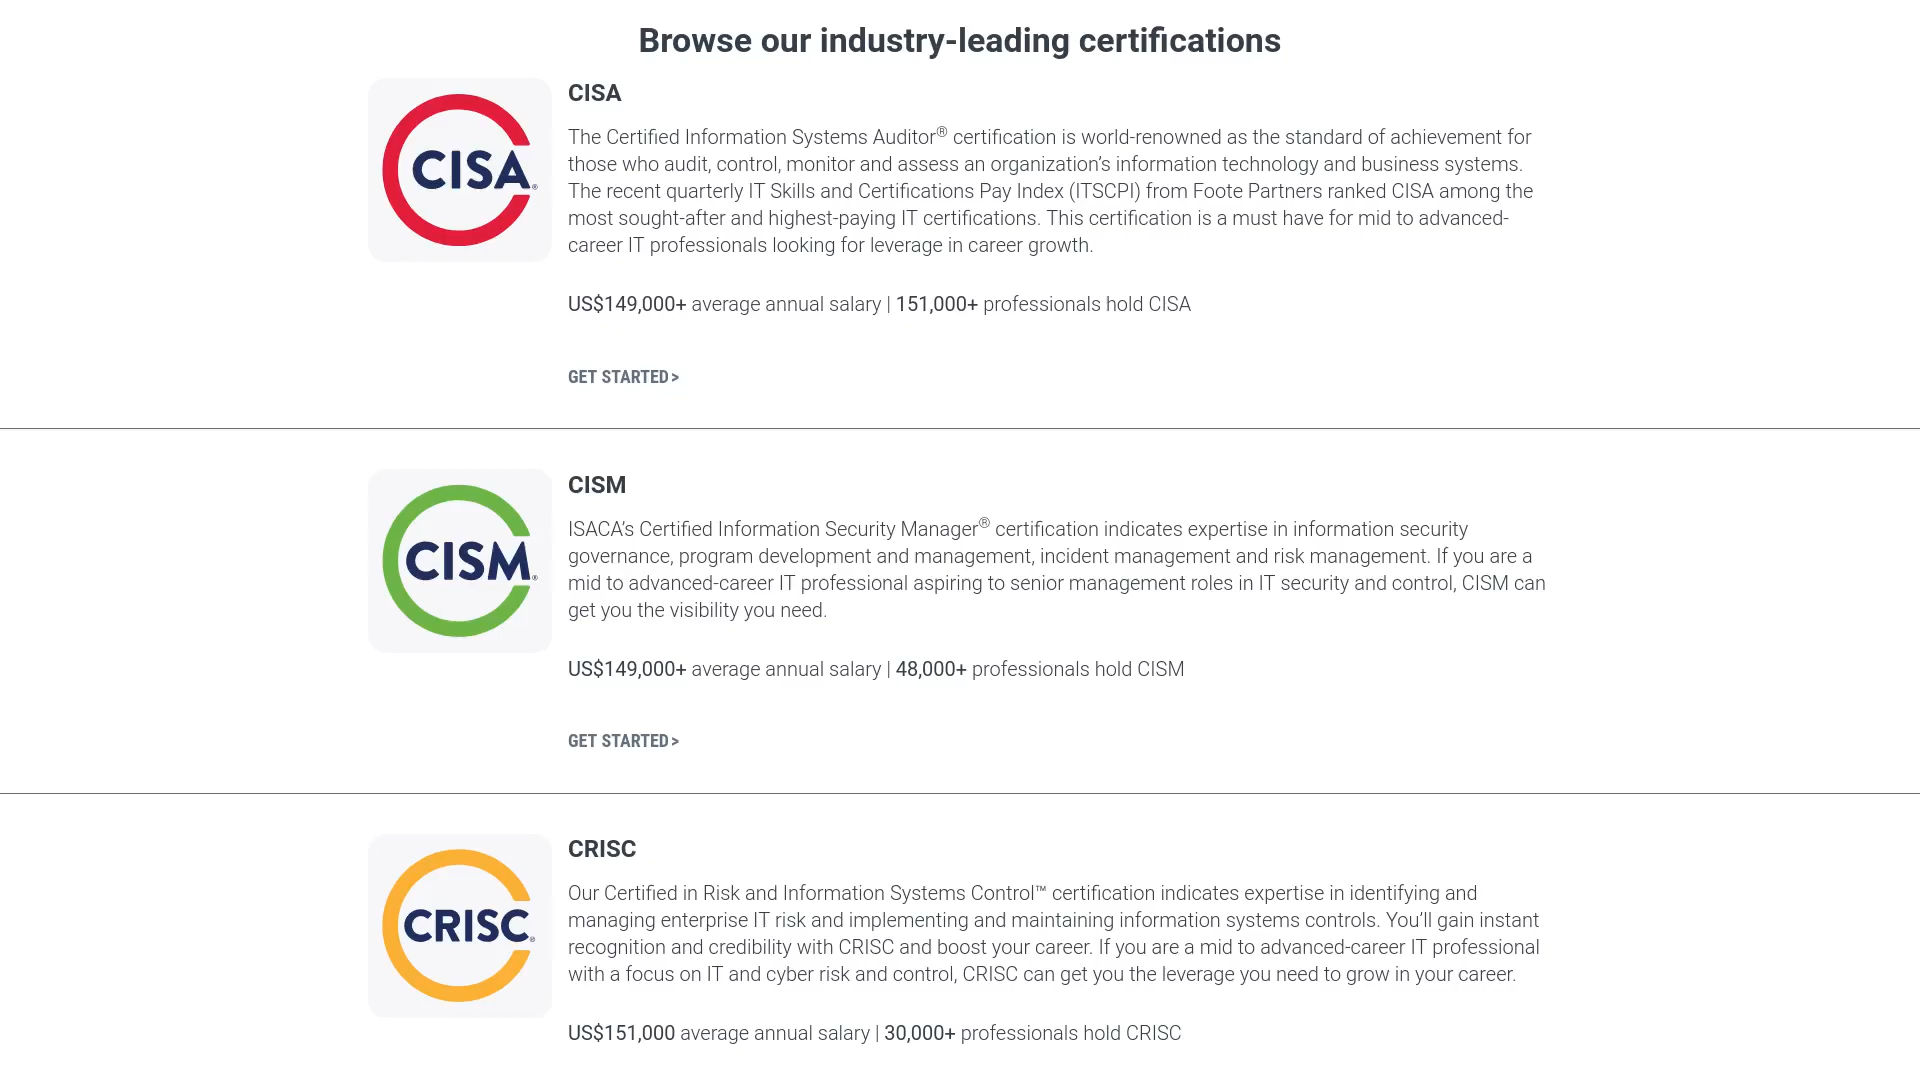 Browse our industry-leading certifications
CISA®
CISA
The Certified Information Systems Auditor® certification is world-renowned as the standard of achievement for
those who audit, control, monitor and assess an organization’s information technology and business systems.
The recent quarterly IT Skills and Certifications Pay Index (ITSCPI) from Foote Partners ranked CISA among the
most sought-after and highest-paying IT certifications. This certification is a must have for mid to advanced-
career IT professionals looking for leverage in career growth.
US$149,000+ average annual salary | 151,000+ professionals hold CISA
GET STARTED >
CISM®
CISM
ISACA’s Certified Information Security Manager® certification indicates expertise in information security
governance, program development and management, incident management and risk management. If you are a
mid to advanced-career IT professional aspiring to senior management roles in IT security and control, CISM can
get you the visibility you need.
US$149,000+ average annual salary | 48,000+ professionals hold CISM
GET STARTED >
CRISC®
CRISC
Our Certified in Risk and Information Systems Control™ certification indicates expertise in identifying and
managing enterprise IT risk and implementing and maintaining information systems controls. You’ll gain instant
recognition and credibility with CRISC and boost your career. If you are a mid to advanced-career IT professional
with a focus on IT and cyber risk and control, CRISC can get you the leverage you need to grow in your career.
US$151,000 average annual salary | 30,000+ professionals hold CRISC